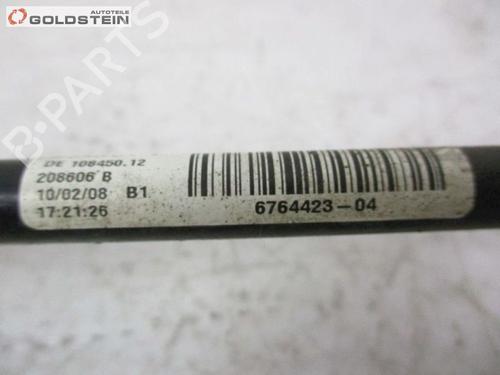 AUTOTEILE
GOLDSTEIN
B-PARTS
DE 108450.12
208606 B
10/02/08 B1
17:21:26
6764423-04